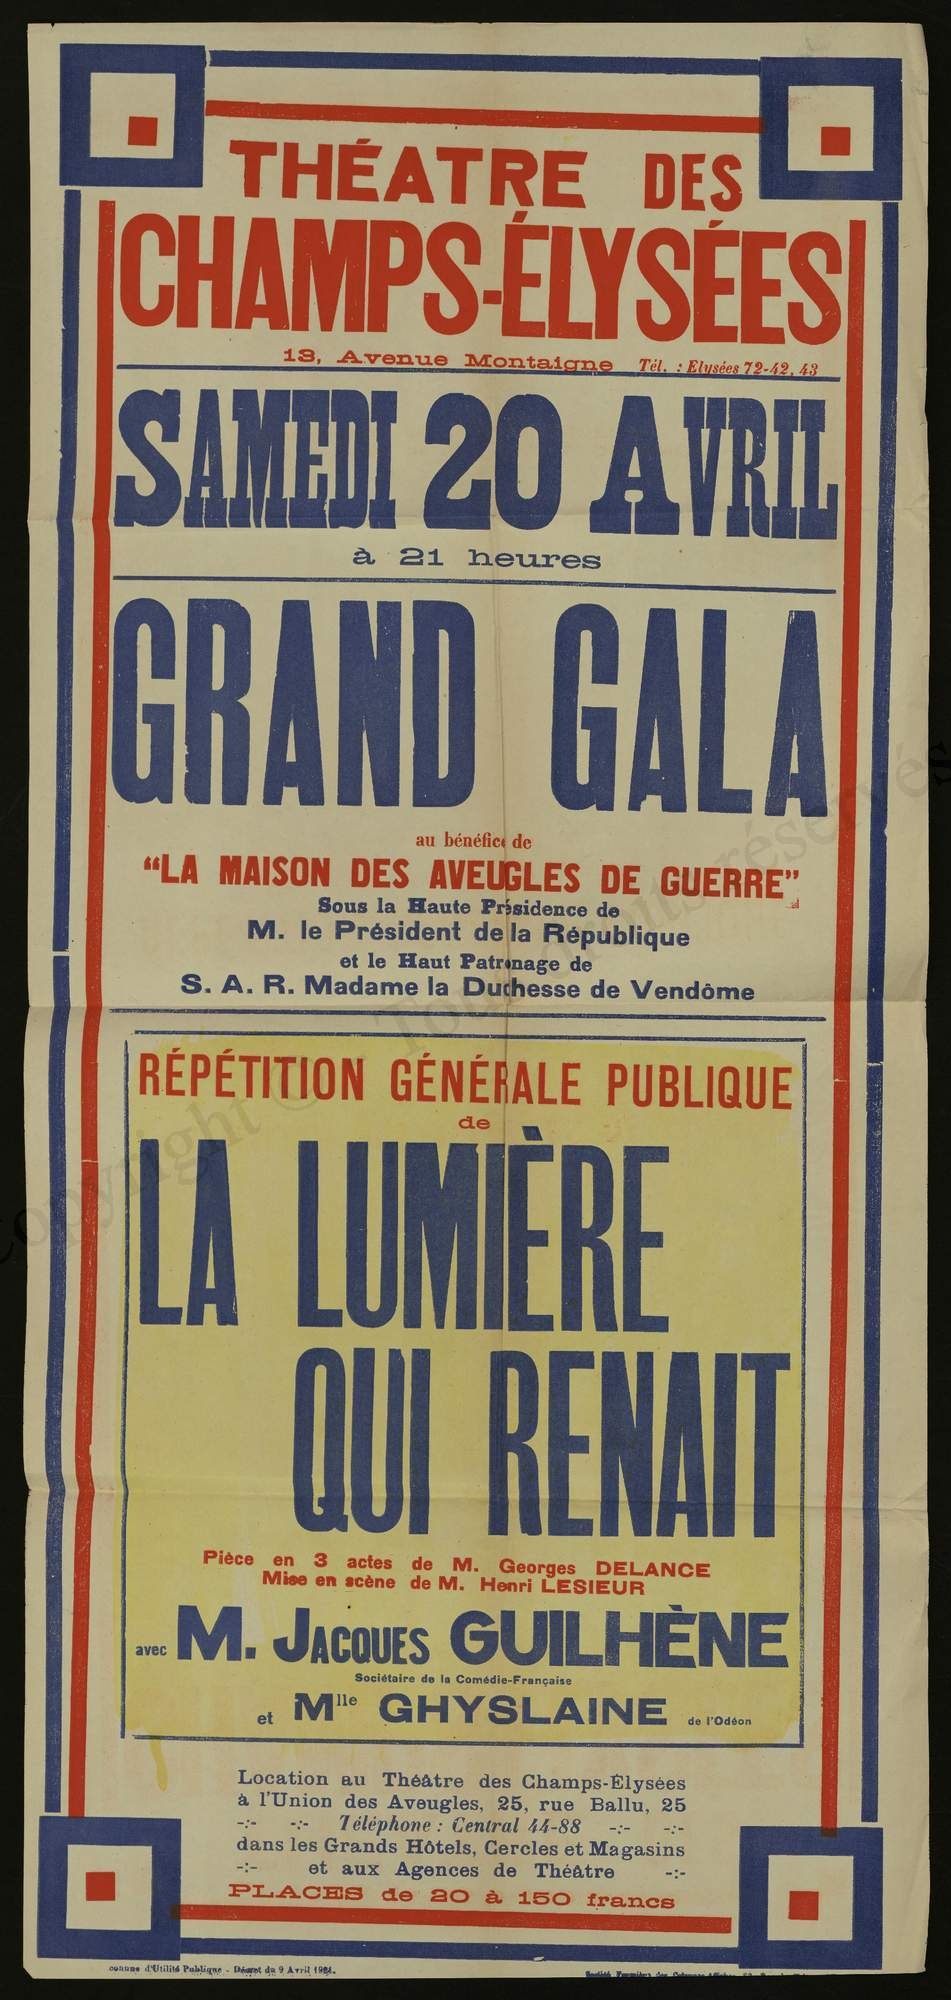 THÉATRE DES
CHAMPS-ÉLYSÉES
13, Avenue Montaigne Tél. : Elysées 72-42, 43
SAMEDI 20 AVRIL
à 21 heures
GRAND GALA
au bénéfice de
“LA MAISON DES AVEUGLES DE GUERRE”
Sous la Haute Présidence de
M. le Président de la République
et le Haut Patronage de
S. A. R. Madame la Duchesse de Vendôme
RÉPÉTITION GÉNÉRALE PUBLIQUE
de
LA LUMIÈRE
QUI RENAIT
Pièce en 3 actes de M. Georges DELANCE
Mise en scène de M. Henri LESIEUR
avec M. JACQUES GUILHÈNE
Sociétaire de la Comédie-Française
et Mlle GHYSLAINE de l'Odéon
Location au Théâtre des Champs-Élysées
à l'Union des Aveugles, 25, rue Ballu, 25
-:- -:- Téléphone : Central 44-88 -:- -:-
dans les Grands Hôtels, Cercles et Magasins
-:- et aux Agences de Théâtre -:-
PLACES de 20 à 150 francs
connue d'Utilité Publique - Décret du 9 Avril 1921.
Copyright © - Tous droits réservés